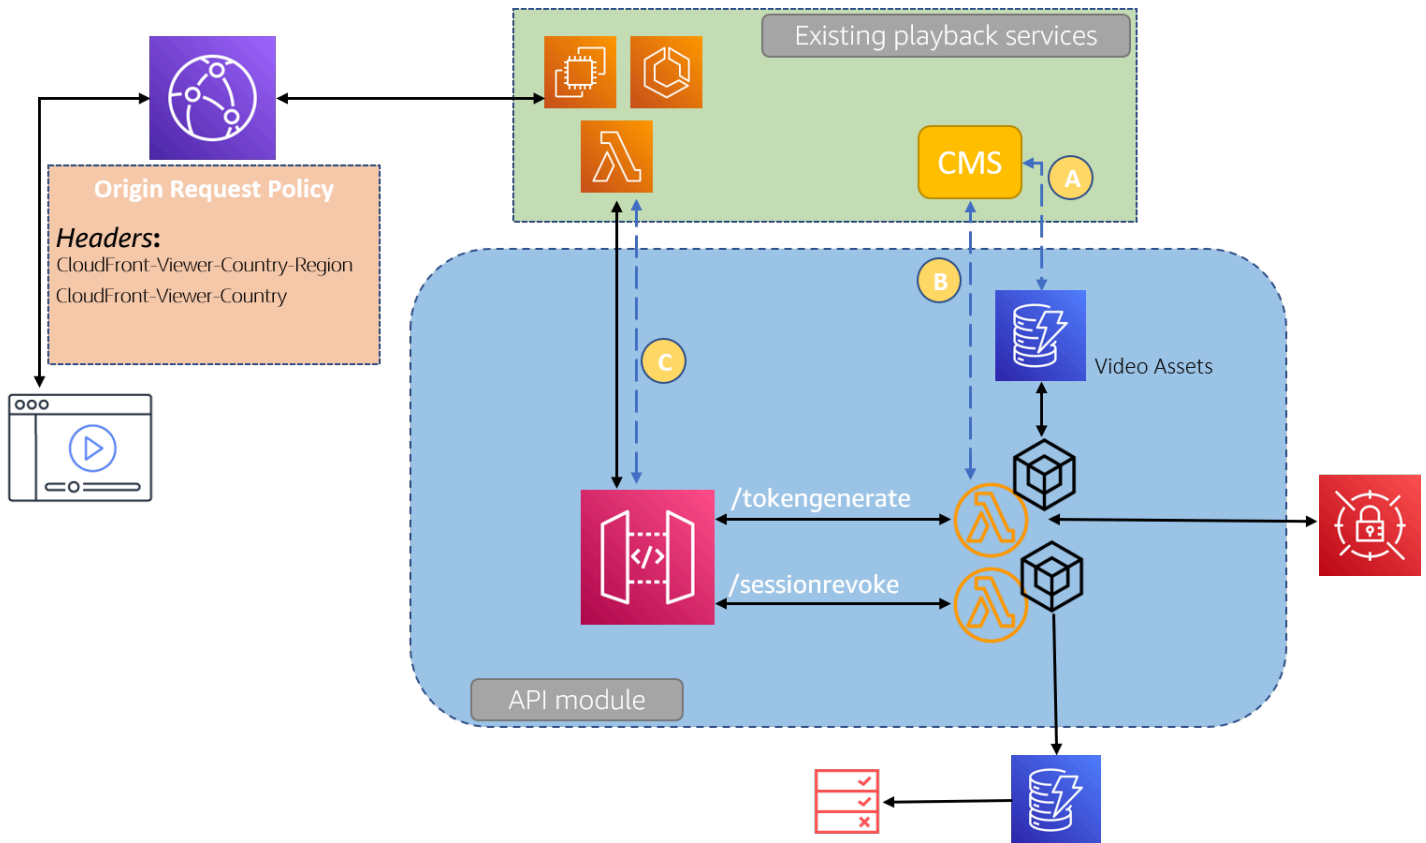 Existing playback services
CMS
A
Origin Request Policy
Headers:
CloudFront-Viewer-Country-Region
CloudFront-Viewer-Country
B
C
Video Assets
/tokengenerate
</>
/sessionrevoke
API module